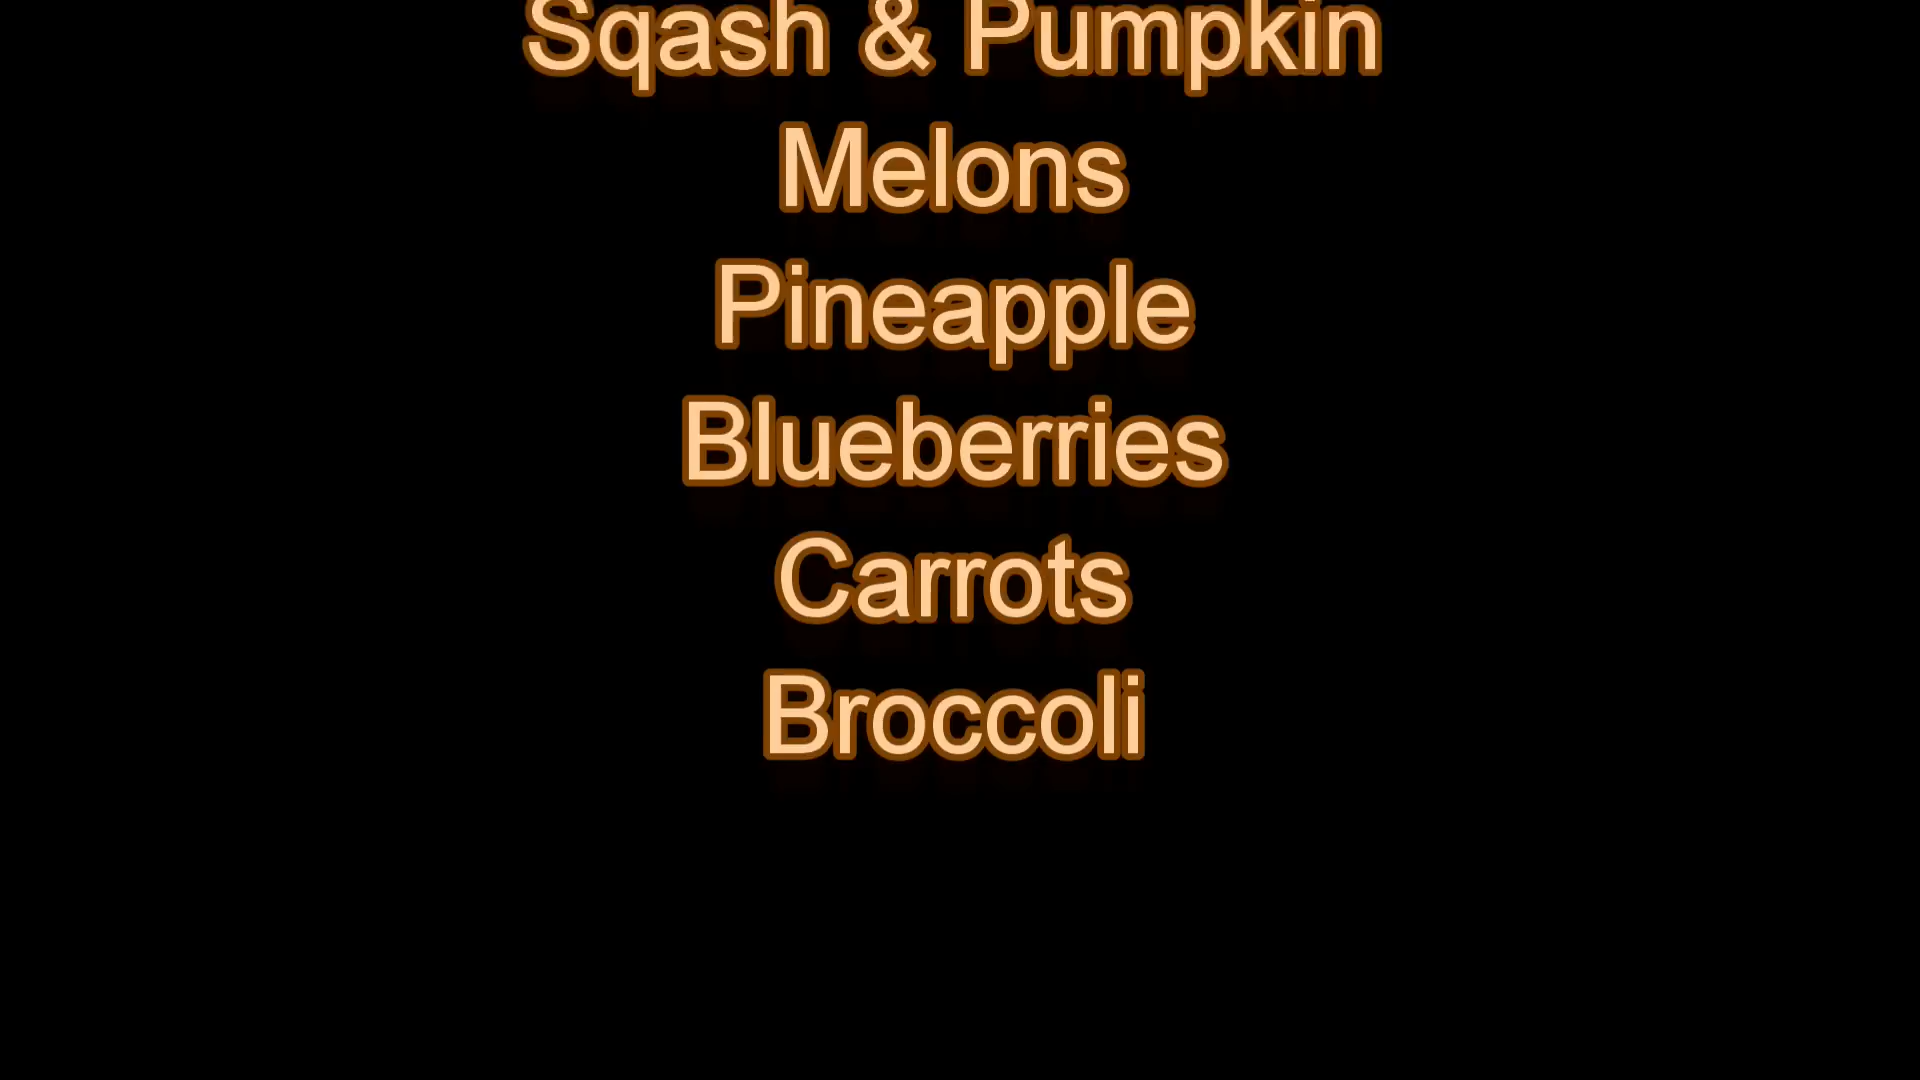 Sqash & Pumpkin
Melons
Pineapple
Blueberries
Carrots
Broccoli